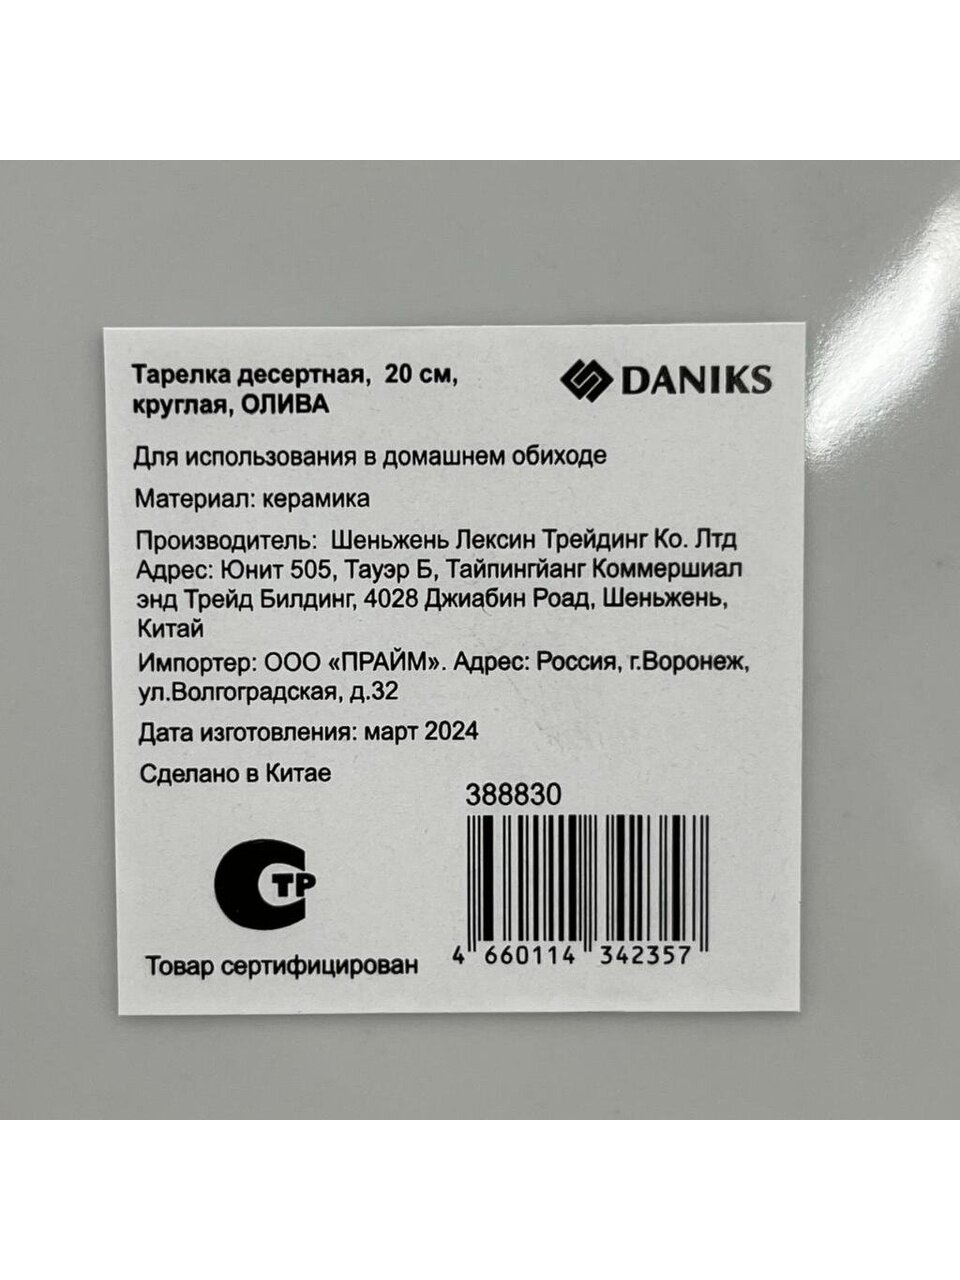 Тарелка десертная, 20 см,
круглая, ОЛИВА
DANIKS
Для использования в домашнем обиходе
Материал: керамика
Производитель: Шеньжень Лексин Трейдинг Ко. Лтд
Адрес: Юнит 505, Тауэр Б, Тайпингйанг Коммершиал
энд Трейд Билдинг, 4028 Джиабин Роад, Шеньжень,
Китай
Импортер: ООО «ПРАЙМ». Адрес: Россия, г.Воронеж,
ул.Волгоградская, д.32
Дата изготовления: март 2024
Сделано в Китае
388830
4 660114 342357
СТР
Товар сертифицирован